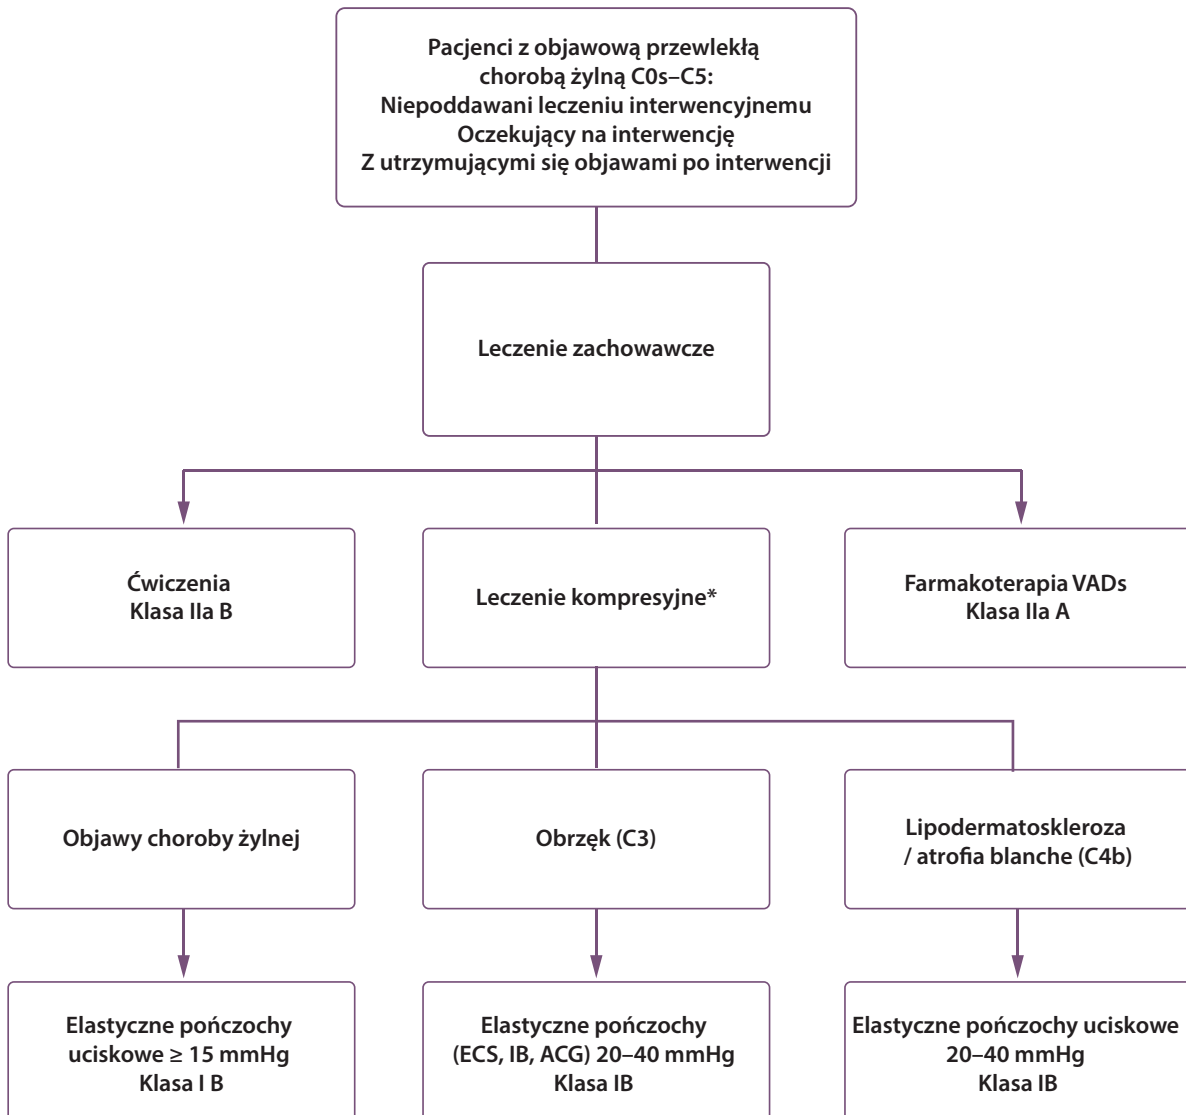 Pacjenci z objawową przewlekłą
chorobą żylną C0s–C5:
Niepoddawani leczeniu interwencyjnemu
Oczekujący na interwencję
Z utrzymującymi się objawami po interwencji
Leczenie zachowawcze
Ćwiczenia
Klasa IIa B
Leczenie kompresyjne*
Farmakoterapia VADs
Klasa IIa A
Objawy choroby żylnej
Obrzęk (C3)
Lipodermatoskleroza
/ atrofia blanche (C4b)
Elastyczne pończochy
uciskowe ≥ 15 mmHg
Klasa I B
Elastyczne pończochy
(ECS, IB, ACG) 20–40 mmHg
Klasa IB
Elastyczne pończochy uciskowe
20–40 mmHg
Klasa IB